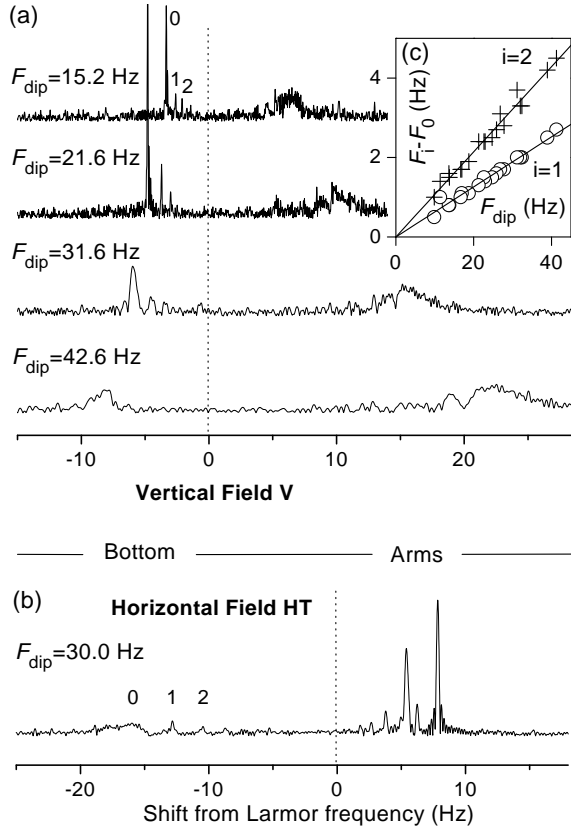 (a)
0
1 2
F_dip=15.2 Hz
F_dip=21.6 Hz
F_dip=31.6 Hz
F_dip=42.6 Hz
-10 0 10 20
Vertical Field V
(c)
i=2
i=1
F_i-F_0 (Hz)
4
2
0
F_dip (Hz)
0 20 40
Bottom Arms
(b)
Horizontal Field HT
F_dip=30.0 Hz
0 1 2
-20 -10 0 10
Shift from Larmor frequency (Hz)